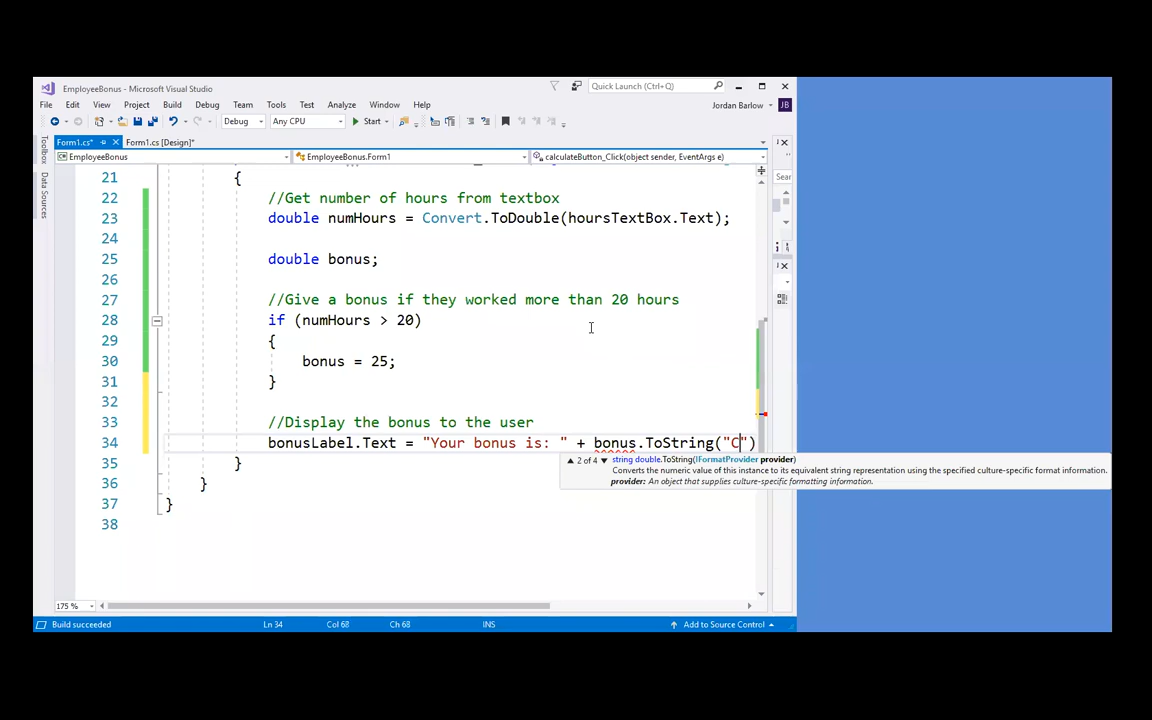 EmployeeBonus - Microsoft Visual Studio
Quick Launch (Ctrl+Q)
File Edit View Project Build Debug Team Tools Test Analyze Window Help
Jordan Barlow JB
Debug Any CPU Start
Form1.cs* Form1.cs [Design]*
EmployeeBonus EmployeeBonus.Form1 calculateButton_Click(object sender, EventArgs e)
Toolbox
Data Sources
Sear
21 {
22 //Get number of hours from textbox
23 double numHours = Convert.ToDouble(hoursTextBox.Text);
24
25 double bonus;
26
27 //Give a bonus if they worked more than 20 hours
28 if (numHours > 20)
29 {
30 bonus = 25;
31 }
32
33 //Display the bonus to the user
34 bonusLabel.Text = "Your bonus is: " + bonus.ToString("C")
35 }
36 }
37 }
38
▲ 2 of 4 ▼ string double.ToString(IFormatProvider provider)
Converts the numeric value of this instance to its equivalent string representation using the specified culture-specific format information.
provider: An object that supplies culture-specific formatting information.
175 %
Build succeeded Ln 34 Col 68 Ch 68 INS Add to Source Control